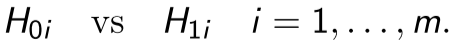 H₀ᵢ vs H₁ᵢ i = 1, . . . , m.